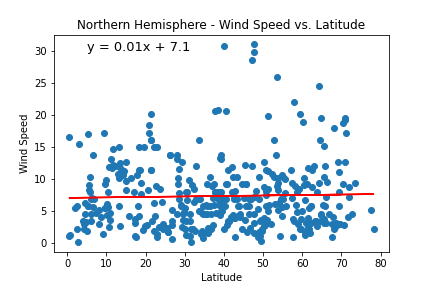 Northern Hemisphere - Wind Speed vs. Latitude
y = 0.01x + 7.1
30
25
20
15
10
5
0
Wind Speed
0 10 20 30 40 50 60 70 80
Latitude